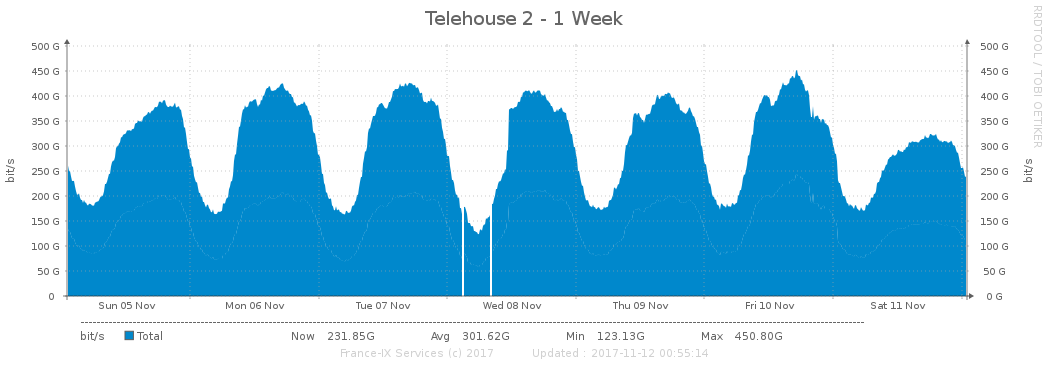 Telehouse 2 - 1 Week
RRDTOOL / TOBI OETIKER
500 G 500 G
450 G 450 G
400 G 400 G
350 G 350 G
300 G 300 G
250 G 250 G
200 G 200 G
150 G 150 G
100 G 100 G
50 G 50 G
0 0 G
bit/s bit/s
Sun 05 Nov Mon 06 Nov Tue 07 Nov Wed 08 Nov Thu 09 Nov Fri 10 Nov Sat 11 Nov
bit/s Total Now 231.85G Avg 301.62G Min 123.13G Max 450.80G
France-IX Services (c) 2017 Updated : 2017-11-12 00:55:14